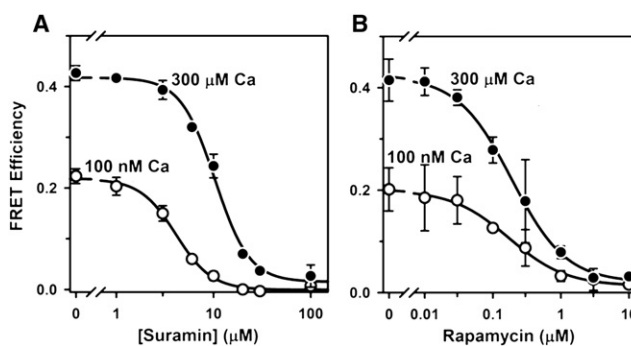 A
B
FRET Efficiency
0.4
0.2
0.0
300 μM Ca
100 nM Ca
0
1
10
100
[Suramin] (μM)
0.4
0.2
0.0
300 μM Ca
100 nM Ca
0
0.01
0.1
1
10
Rapamycin (μM)